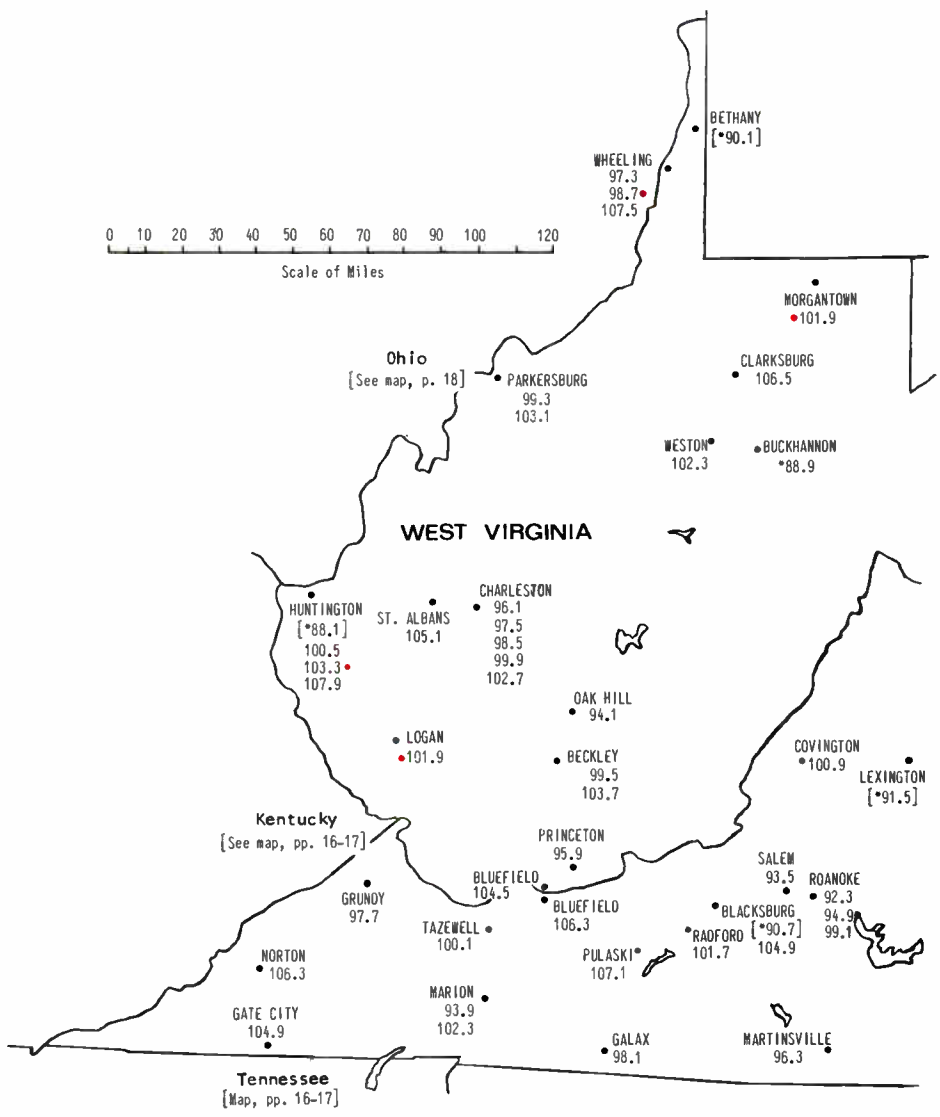 BETHANY
[*90.1]
WHEELING
97.3
98.7
107.5
0 10 20 30 40 50 60 70 80 90 100 120
Scale of Miles
MORGANTOWN
101.9
Ohio
[See map, p. 18]
PARKERSBURG
99.3
103.1
CLARKSBURG
106.5
WESTON
102.3
BUCKHANNON
*88.9
WEST VIRGINIA
HUNTINGTON
[*88.1]
100.5
103.3
107.9
ST. ALBANS
105.1
CHARLESTON
96.1
97.5
98.5
99.9
102.7
OAK HILL
94.1
LOGAN
101.9
BECKLEY
99.5
103.7
COVINGTON
100.9
LEXINGTON
[*91.5]
Kentucky
[See map, pp. 16-17]
PRINCETON
95.9
BLUEFIELD
104.5
BLUEFIELD
106.3
SALEM
93.5
ROANOKE
92.3
94.9
99.1
GRUNDY
97.7
TAZEWELL
100.1
BLACKSBURG
[*90.7]
104.9
RADFORD
101.7
PULASKI
107.1
NORTON
106.3
MARION
93.9
102.3
GATE CITY
104.9
GALAX
98.1
MARTINSVILLE
96.3
Tennessee
[Map, pp. 16-17]